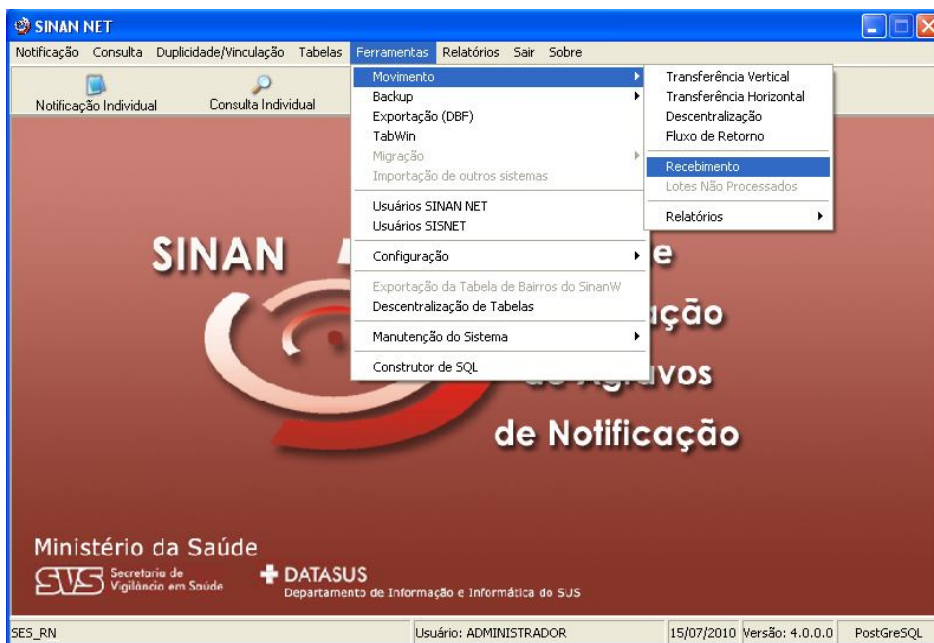 SINAN NET
Notificação Consulta Duplicidade/Vinculação Tabelas Ferramentas Relatórios Sair Sobre
Notificação Individual Consulta Individual
Movimento
Backup
Exportação (DBF)
TabWin
Migração
Importação de outros sistemas
Usuários SINAN NET
Usuários SISNET
Configuração
Exportação da Tabela de Bairros do SinanW
Descentralização de Tabelas
Manutenção do Sistema
Construtor de SQL
Transferência Vertical
Transferência Horizontal
Descentralização
Fluxo de Retorno
Recebimento
Lotes Não Processados
Relatórios
SINAN
de Notificação
Ministério da Saúde
SVS Secretaria de Vigilância em Saúde
DATASUS
Departamento de Informação e Informática do SUS
SES_RN Usuário: ADMINISTRADOR 15/07/2010 Versão: 4.0.0.0 PostGreSQL